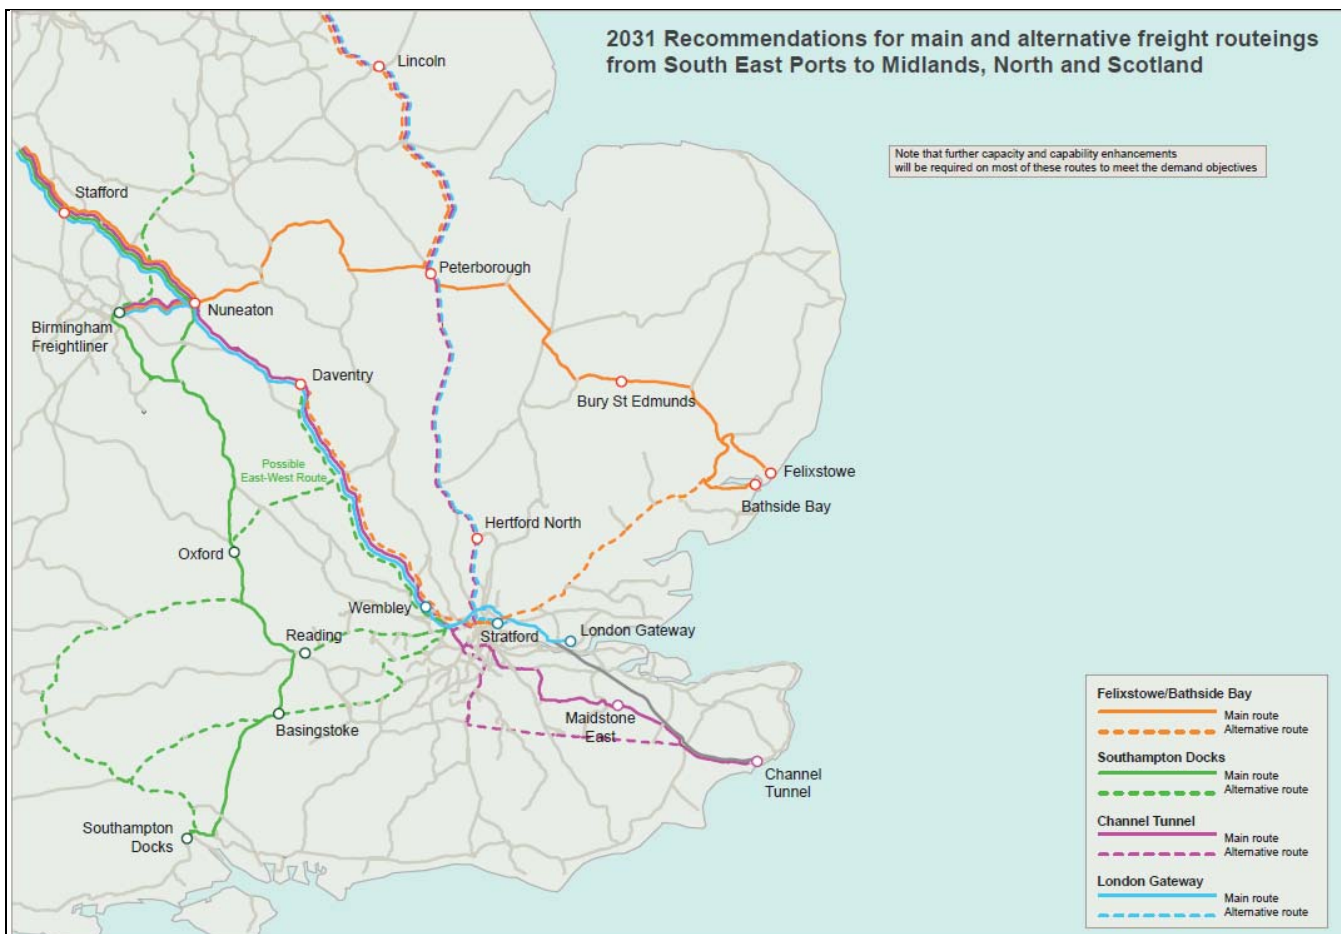 2031 Recommendations for main and alternative freight routeings
from South East Ports to Midlands, North and Scotland
Note that further capacity and capability enhancements
will be required on most of these routes to meet the demand objectives
Lincoln
Stafford
Peterborough
Nuneaton
Birmingham
Freightliner
Daventry
Bury St Edmunds
Possible
East-West Route
Felixstowe
Bathside Bay
Hertford North
Oxford
Wembley
Stratford
London Gateway
Reading
Maidstone
East
Basingstoke
Channel
Tunnel
Southampton
Docks
Felixstowe/Bathside Bay
Main route
Alternative route
Southampton Docks
Main route
Alternative route
Channel Tunnel
Main route
Alternative route
London Gateway
Main route
Alternative route